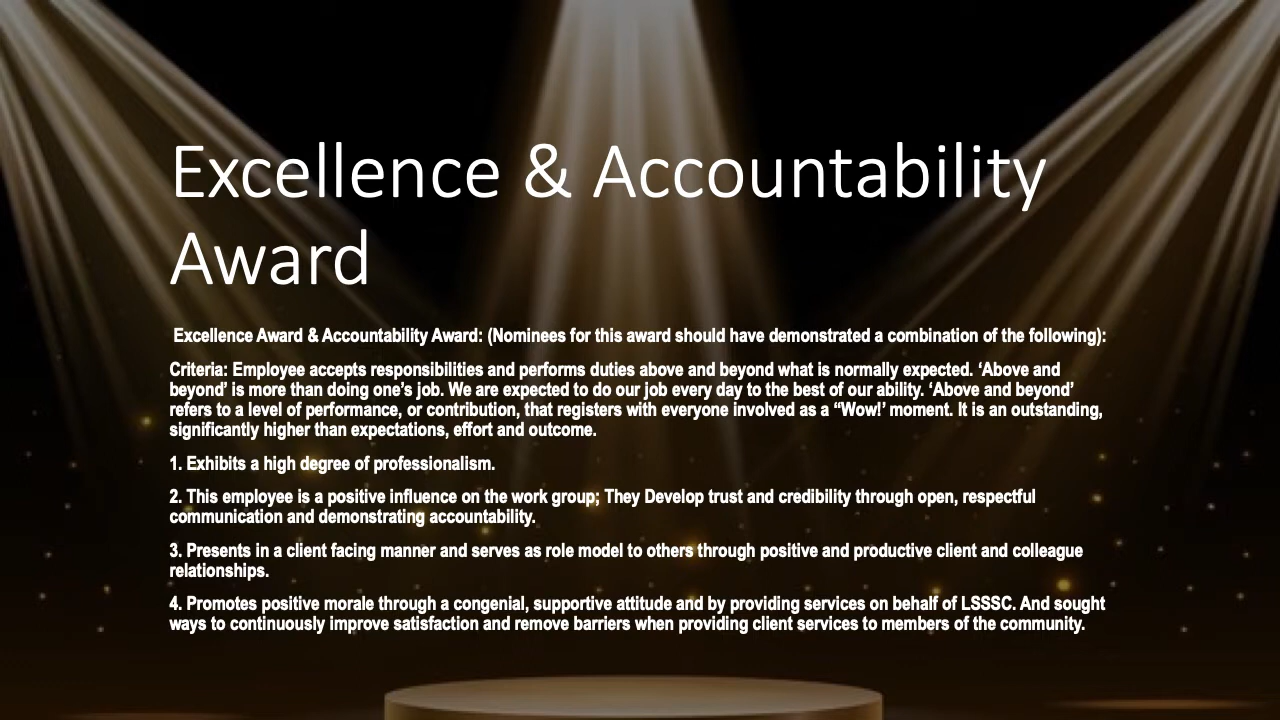 Excellence & Accountability
Award
Excellence Award & Accountability Award: (Nominees for this award should have demonstrated a combination of the following):
Criteria: Employee accepts responsibilities and performs duties above and beyond what is normally expected. ‘Above and
beyond’ is more than doing one’s job. We are expected to do our job every day to the best of our ability. ‘Above and beyond’
refers to a level of performance, or contribution, that registers with everyone involved as a “Wow!’ moment. It is an outstanding,
significantly higher than expectations, effort and outcome.
1. Exhibits a high degree of professionalism.
2. This employee is a positive influence on the work group; They Develop trust and credibility through open, respectful
communication and demonstrating accountability.
3. Presents in a client facing manner and serves as role model to others through positive and productive client and colleague
relationships.
4. Promotes positive morale through a congenial, supportive attitude and by providing services on behalf of LSSSC. And sought
ways to continuously improve satisfaction and remove barriers when providing client services to members of the community.